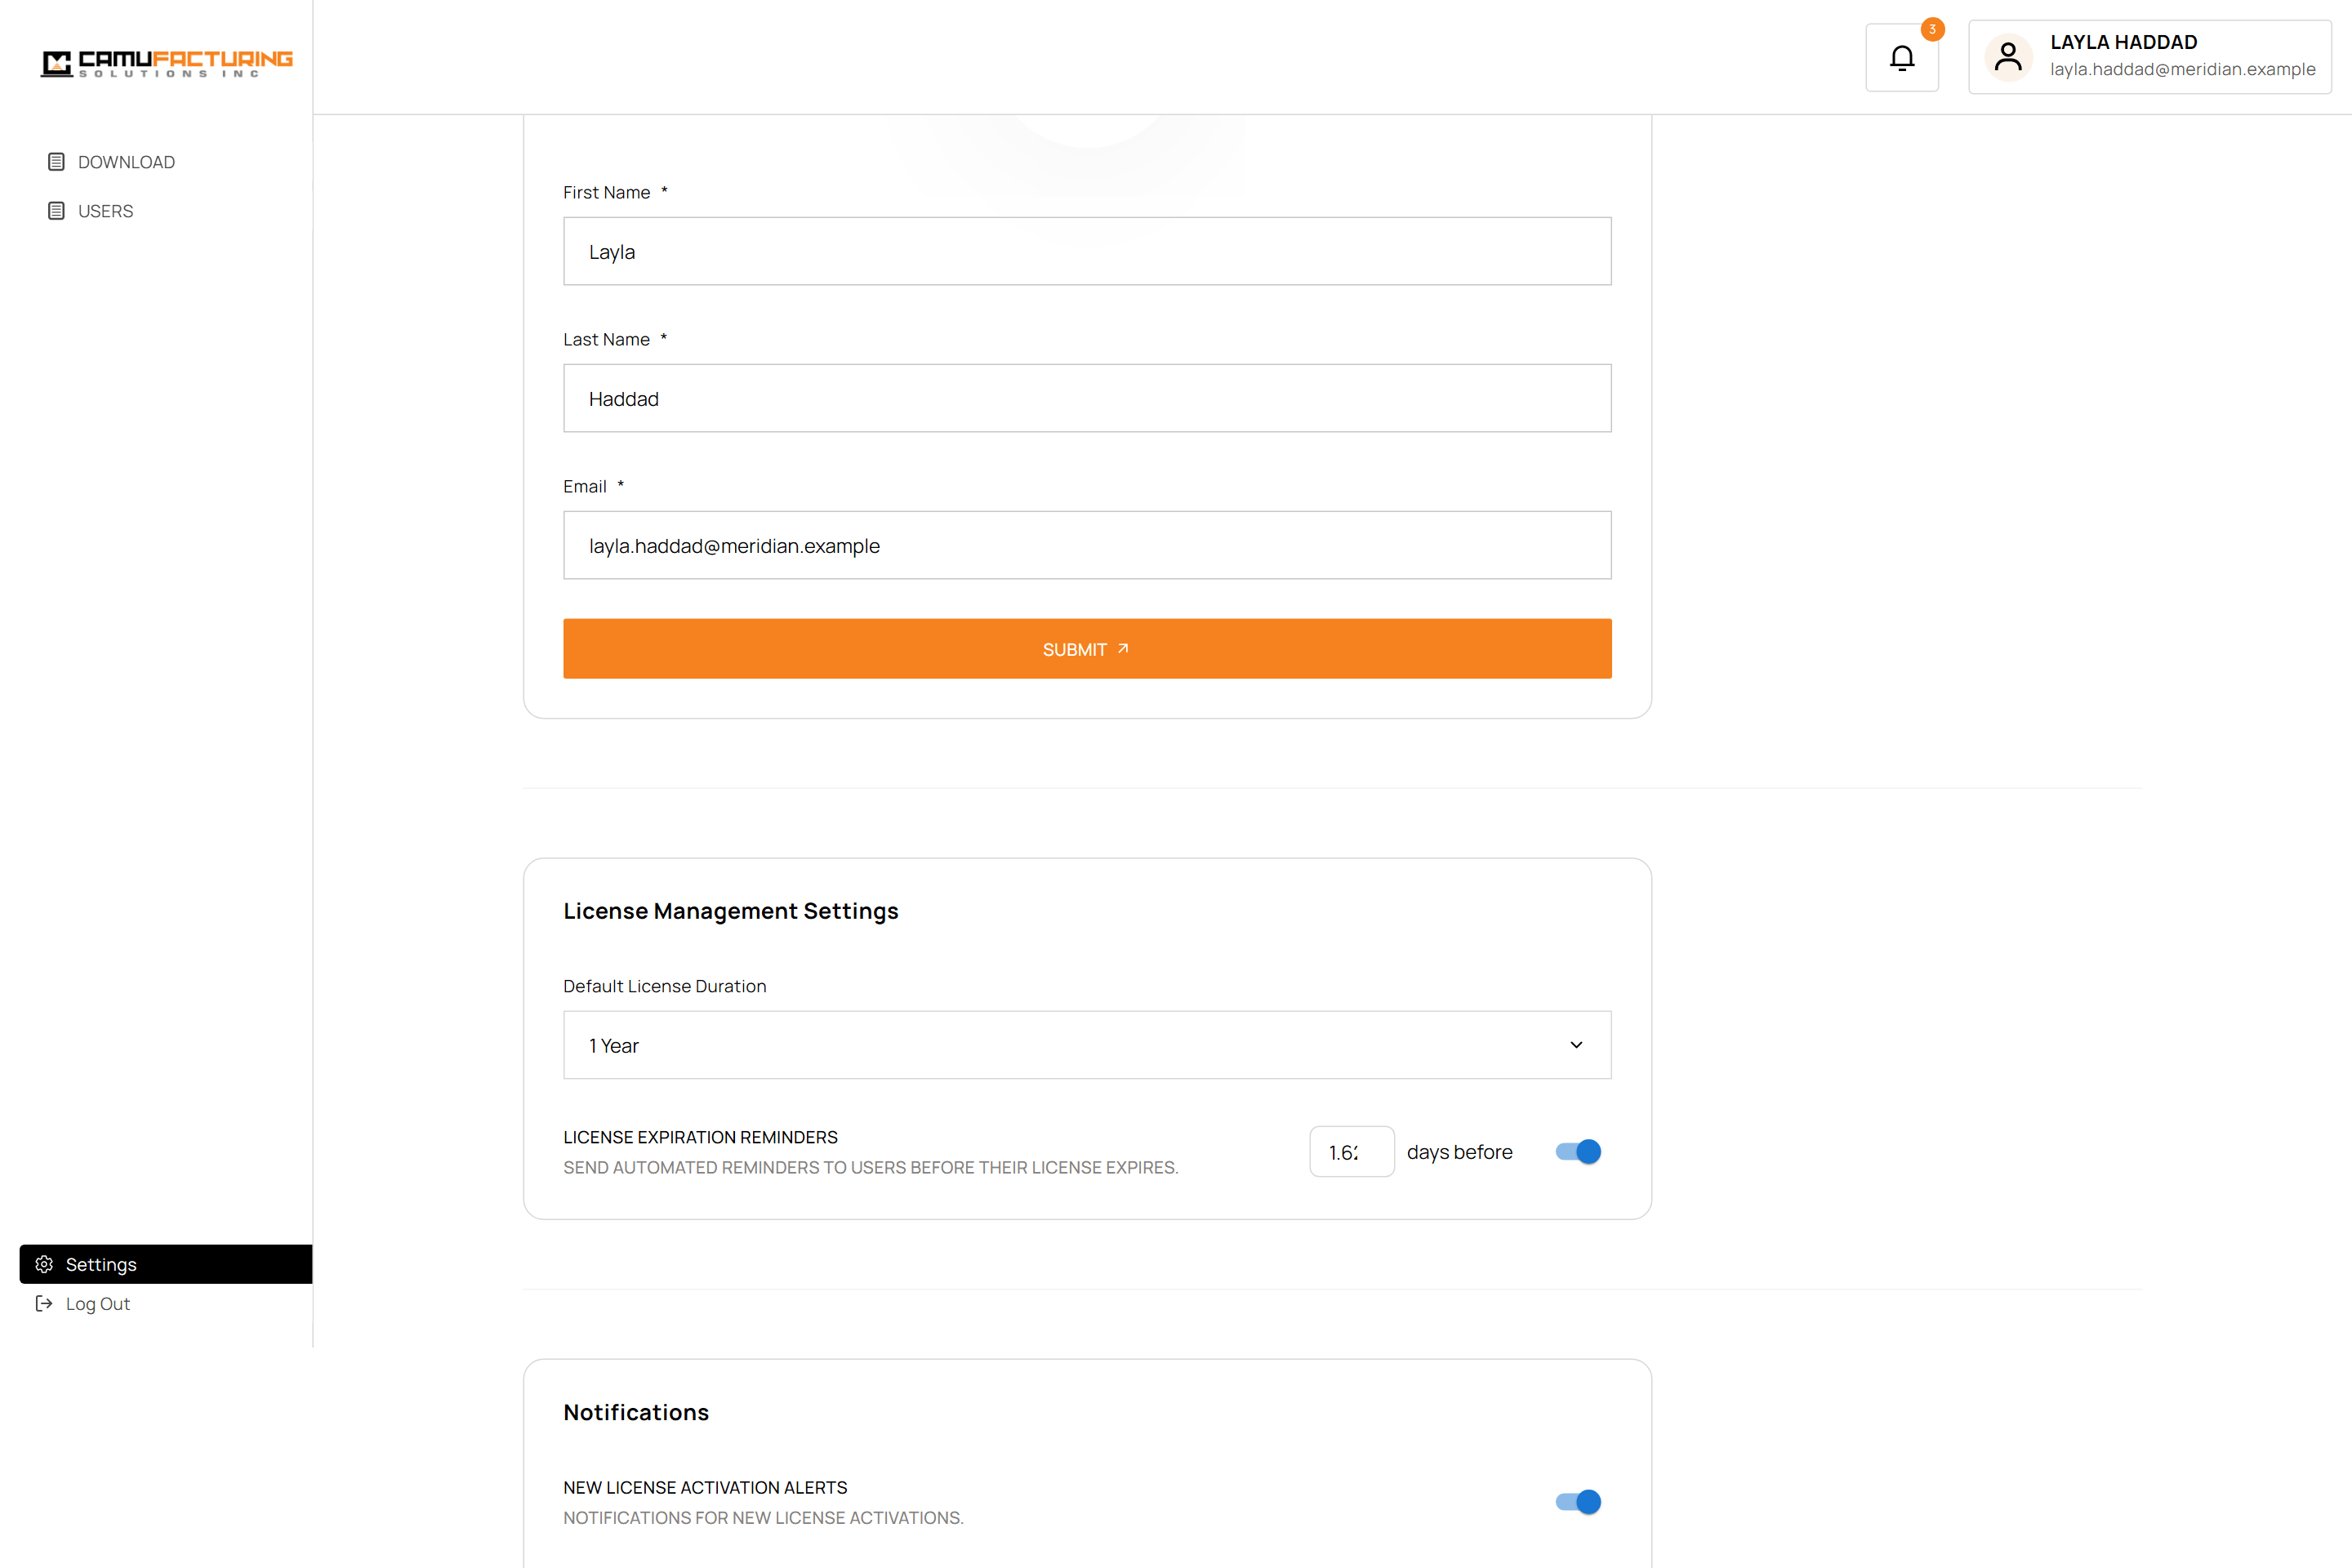 CAMUFACTURING
SOLUTIONS INC
3
LAYLA HADDAD
layla.haddad@meridian.example
DOWNLOAD
USERS
First Name *
Layla
Last Name *
Haddad
Email *
layla.haddad@meridian.example
SUBMIT
License Management Settings
Default License Duration
1 Year
LICENSE EXPIRATION REMINDERS
SEND AUTOMATED REMINDERS TO USERS BEFORE THEIR LICENSE EXPIRES.
days before
Settings
Log Out
Notifications
NEW LICENSE ACTIVATION ALERTS
NOTIFICATIONS FOR NEW LICENSE ACTIVATIONS.